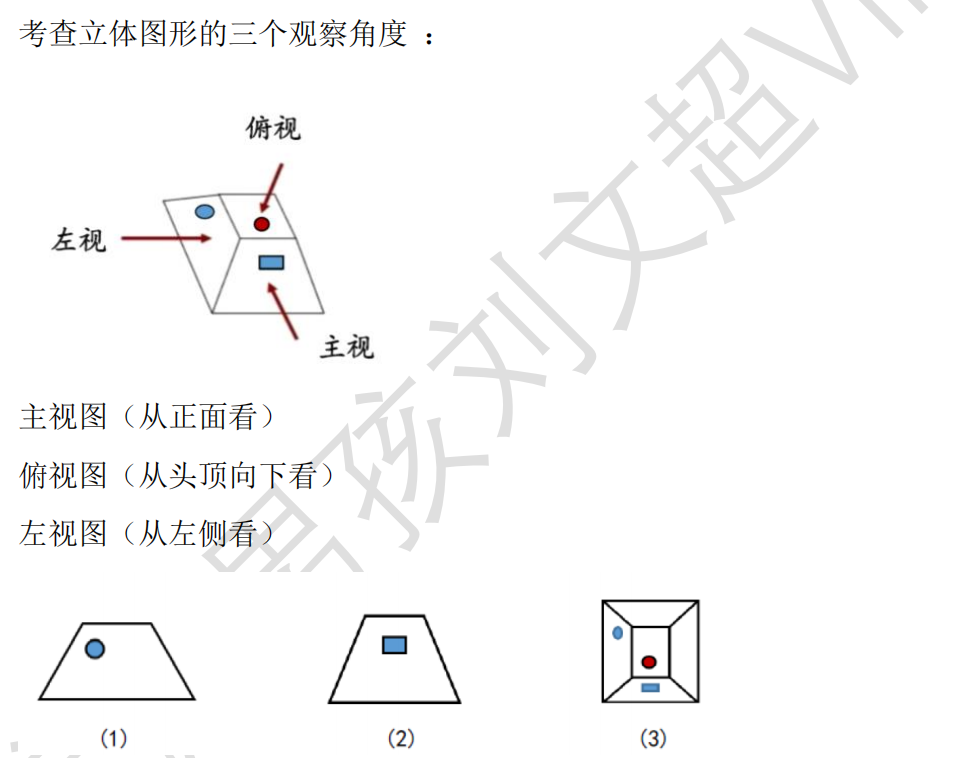 考查立体图形的三个观察角度 ：
俯视
左视
主视
主视图（从正面看）
俯视图（从头顶向下看）
左视图（从左侧看）
(1) (2) (3)
男孩刘文超